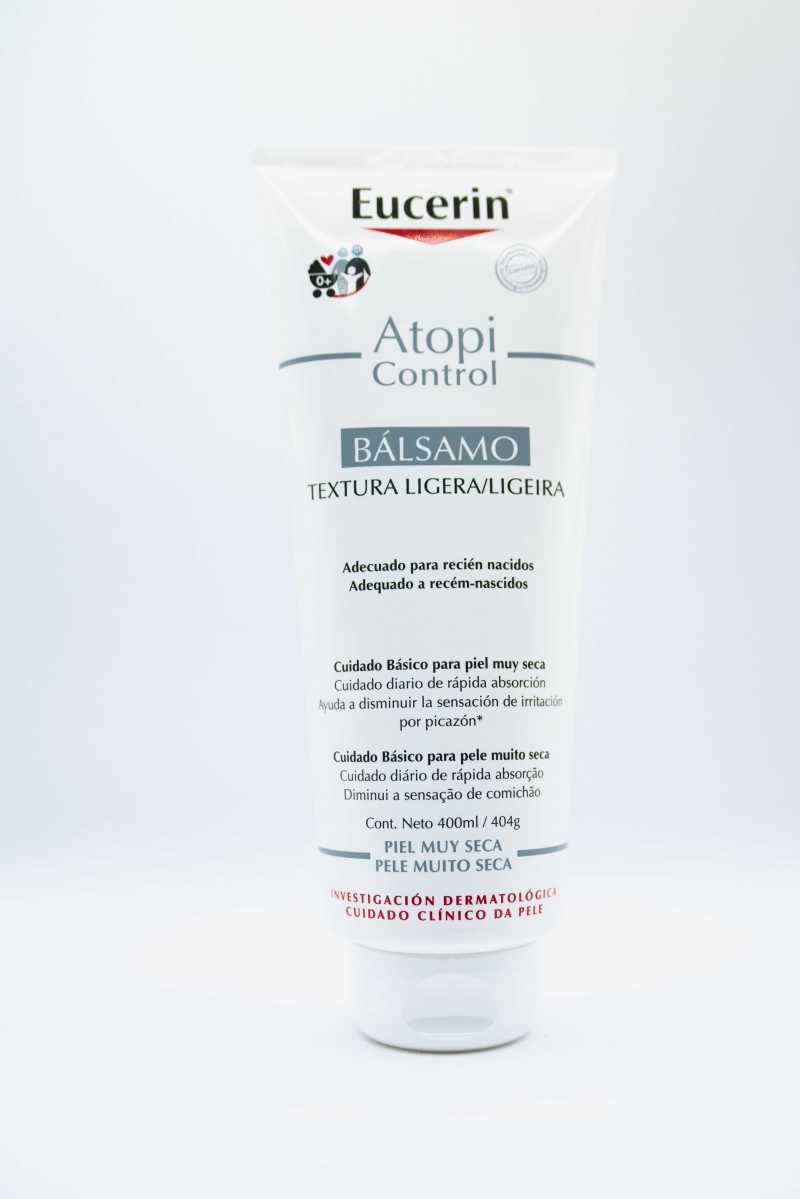 Eucerin
0+
Atopi
Control
BÁLSAMO
TEXTURA LIGERA/LIGEIRA
Adecuado para recién nacidos
Adequado a recém-nascidos
Cuidado Básico para piel muy seca
Cuidado diario de rápida absorción
Ayuda a disminuir la sensación de irritación
por picazón*
Cuidado Básico para pele muito seca
Cuidado diário de rápida absorção
Diminui a sensação de comichão
Cont. Neto 400ml / 404g
PIEL MUY SECA
PELE MUITO SECA
INVESTIGACIÓN DERMATOLÓGICA
CUIDADO CLÍNICO DA PELE